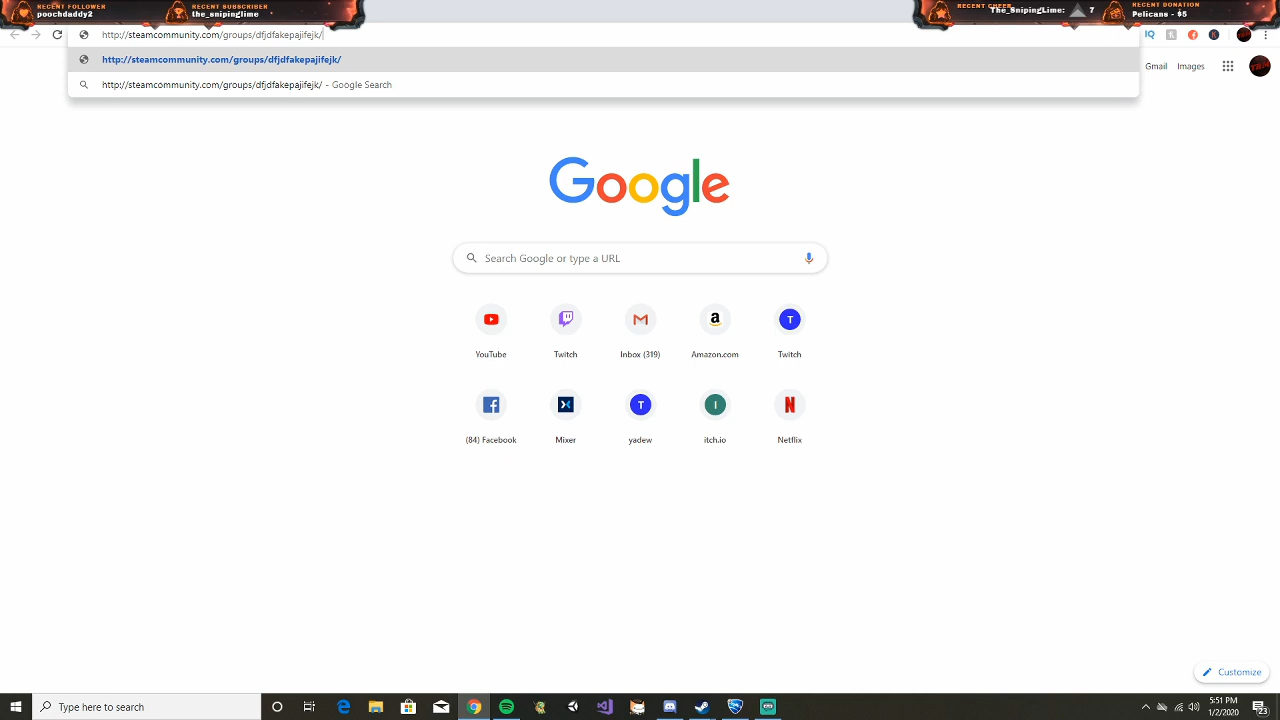 RECENT FOLLOWER
poochdaddy2
RECENT SUBSCRIBER
the_snipinglime
RECENT CHEER
The_SnipingLime: 7
RECENT DONATION
Pelicans - $5
http://steamcommunity.com/groups/dfjdfakepajifejk/
IQ
http://steamcommunity.com/groups/dfjdfakepajifejk/
http://steamcommunity.com/groups/dfjdfakepajifejk/ - Google Search
Gmail Images
Google
Search Google or type a URL
a T
YouTube Twitch Inbox (319) Amazon.com Twitch
T I N
(84) Facebook Mixer yadew itch.io Netflix
Customize
Type here to search
5:51 PM
1/2/2020